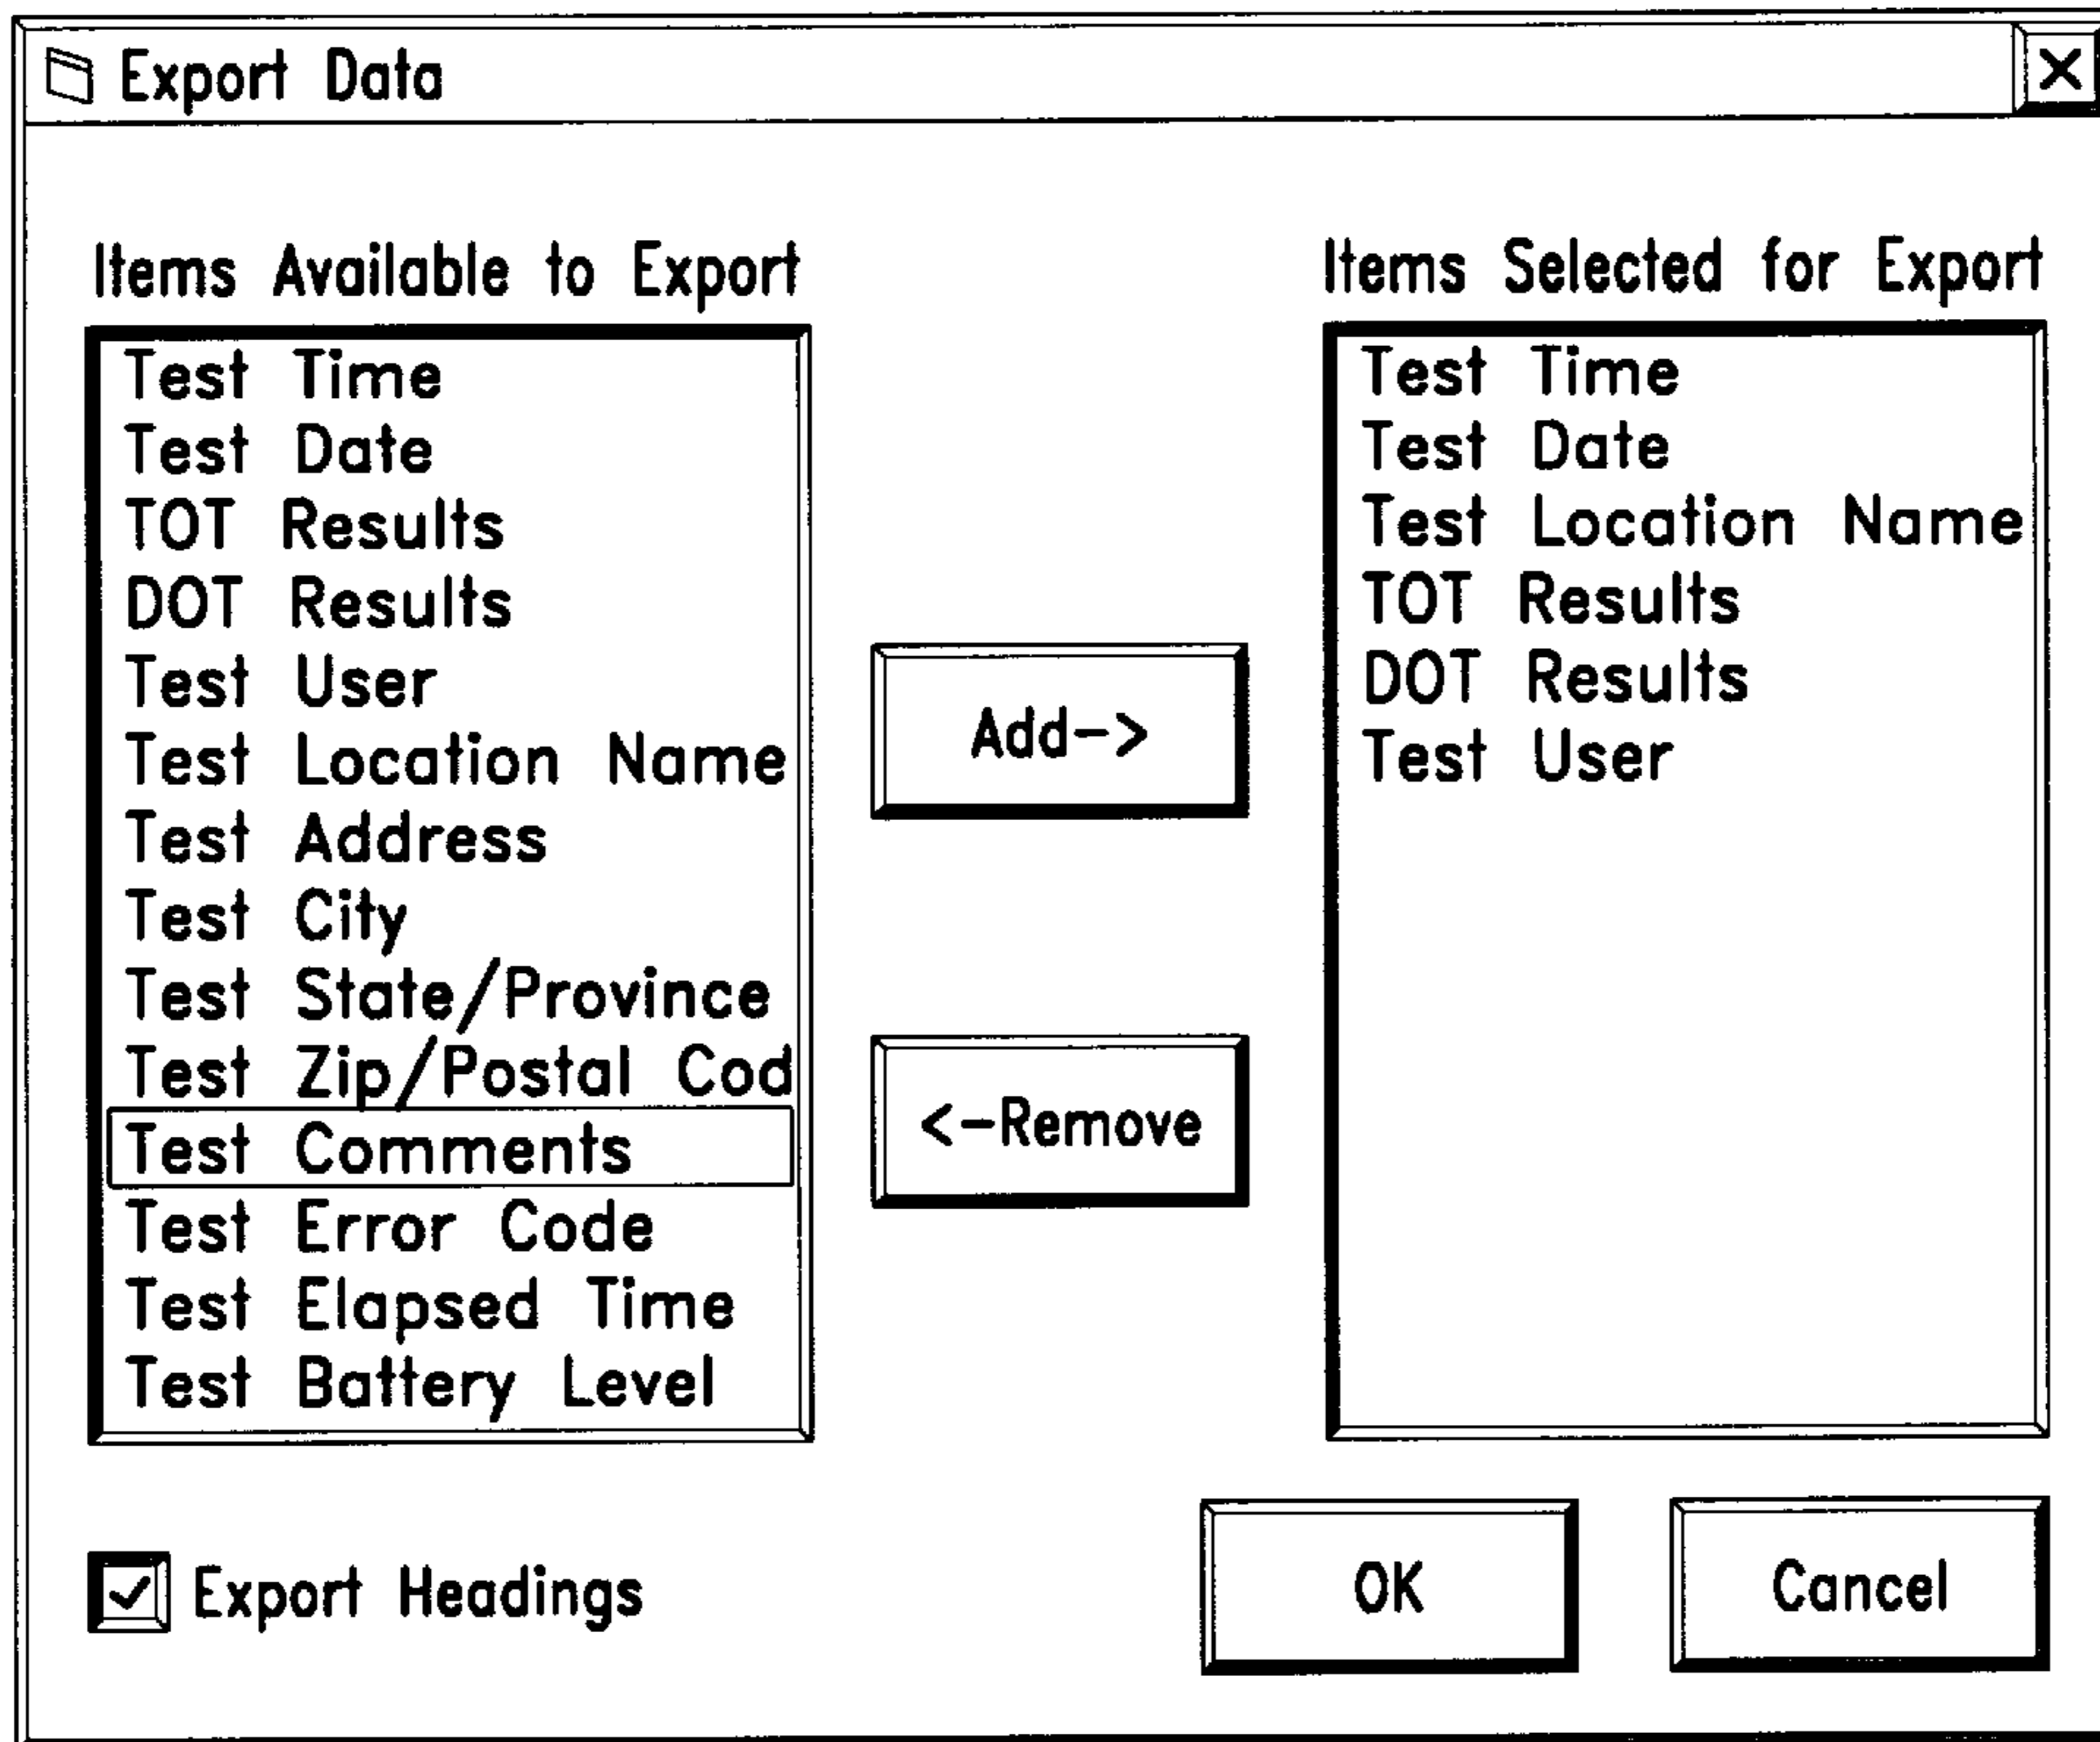 Export Data
X
Items Available to Export
Test Time
Test Date
TOT Results
DOT Results
Test User
Test Location Name
Test Address
Test City
Test State/Province
Test Zip/Postal Cod
Test Comments
Test Error Code
Test Elapsed Time
Test Battery Level
Add->
<-Remove
Items Selected for Export
Test Time
Test Date
Test Location Name
TOT Results
DOT Results
Test User
Export Headings
OK
Cancel